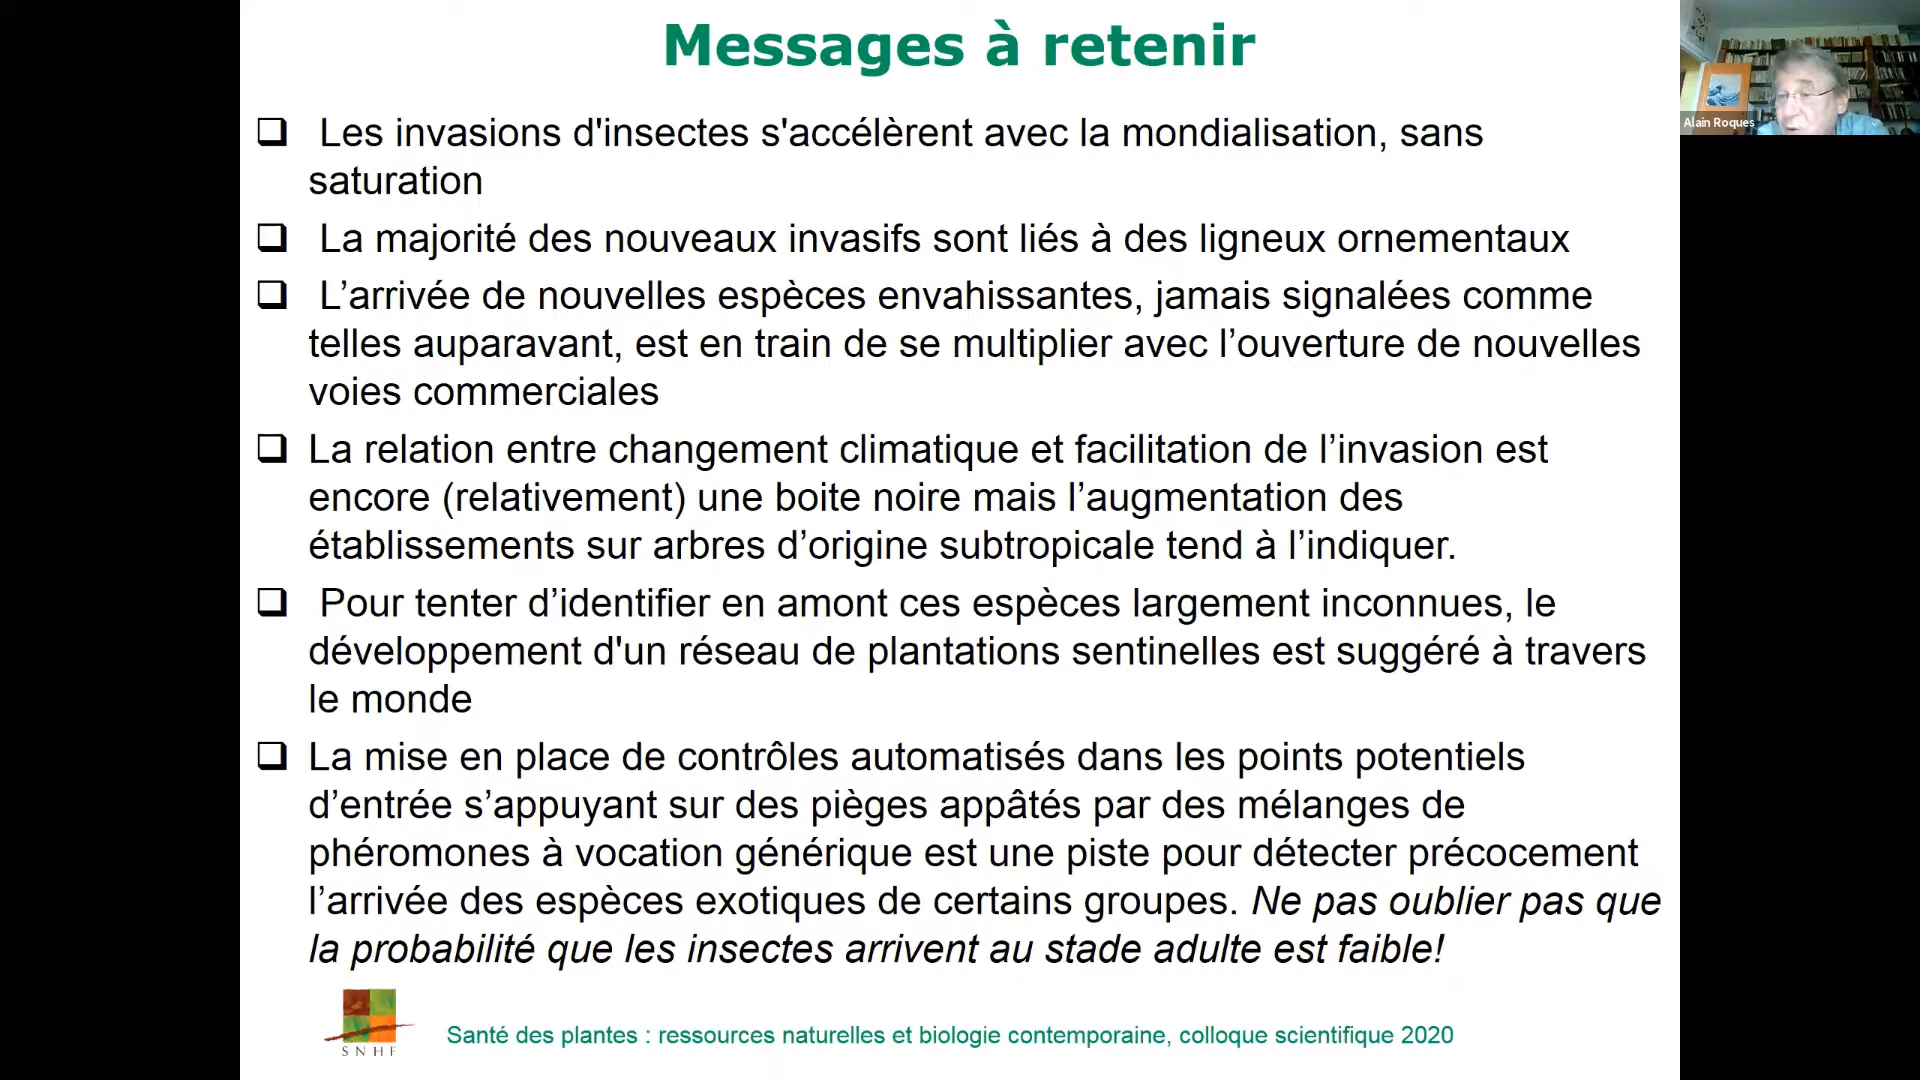 Messages à retenir
Les invasions d'insectes s'accélèrent avec la mondialisation, sans
saturation
La majorité des nouveaux invasifs sont liés à des ligneux ornementaux
L’arrivée de nouvelles espèces envahissantes, jamais signalées comme
telles auparavant, est en train de se multiplier avec l’ouverture de nouvelles
voies commerciales
La relation entre changement climatique et facilitation de l’invasion est
encore (relativement) une boite noire mais l’augmentation des
établissements sur arbres d’origine subtropicale tend à l’indiquer.
Pour tenter d’identifier en amont ces espèces largement inconnues, le
développement d'un réseau de plantations sentinelles est suggéré à travers
le monde
La mise en place de contrôles automatisés dans les points potentiels
d’entrée s’appuyant sur des pièges appâtés par des mélanges de
phéromones à vocation générique est une piste pour détecter précocement
l’arrivée des espèces exotiques de certains groupes. Ne pas oublier pas que
la probabilité que les insectes arrivent au stade adulte est faible!
SNHF
Santé des plantes : ressources naturelles et biologie contemporaine, colloque scientifique 2020
Alain Roques